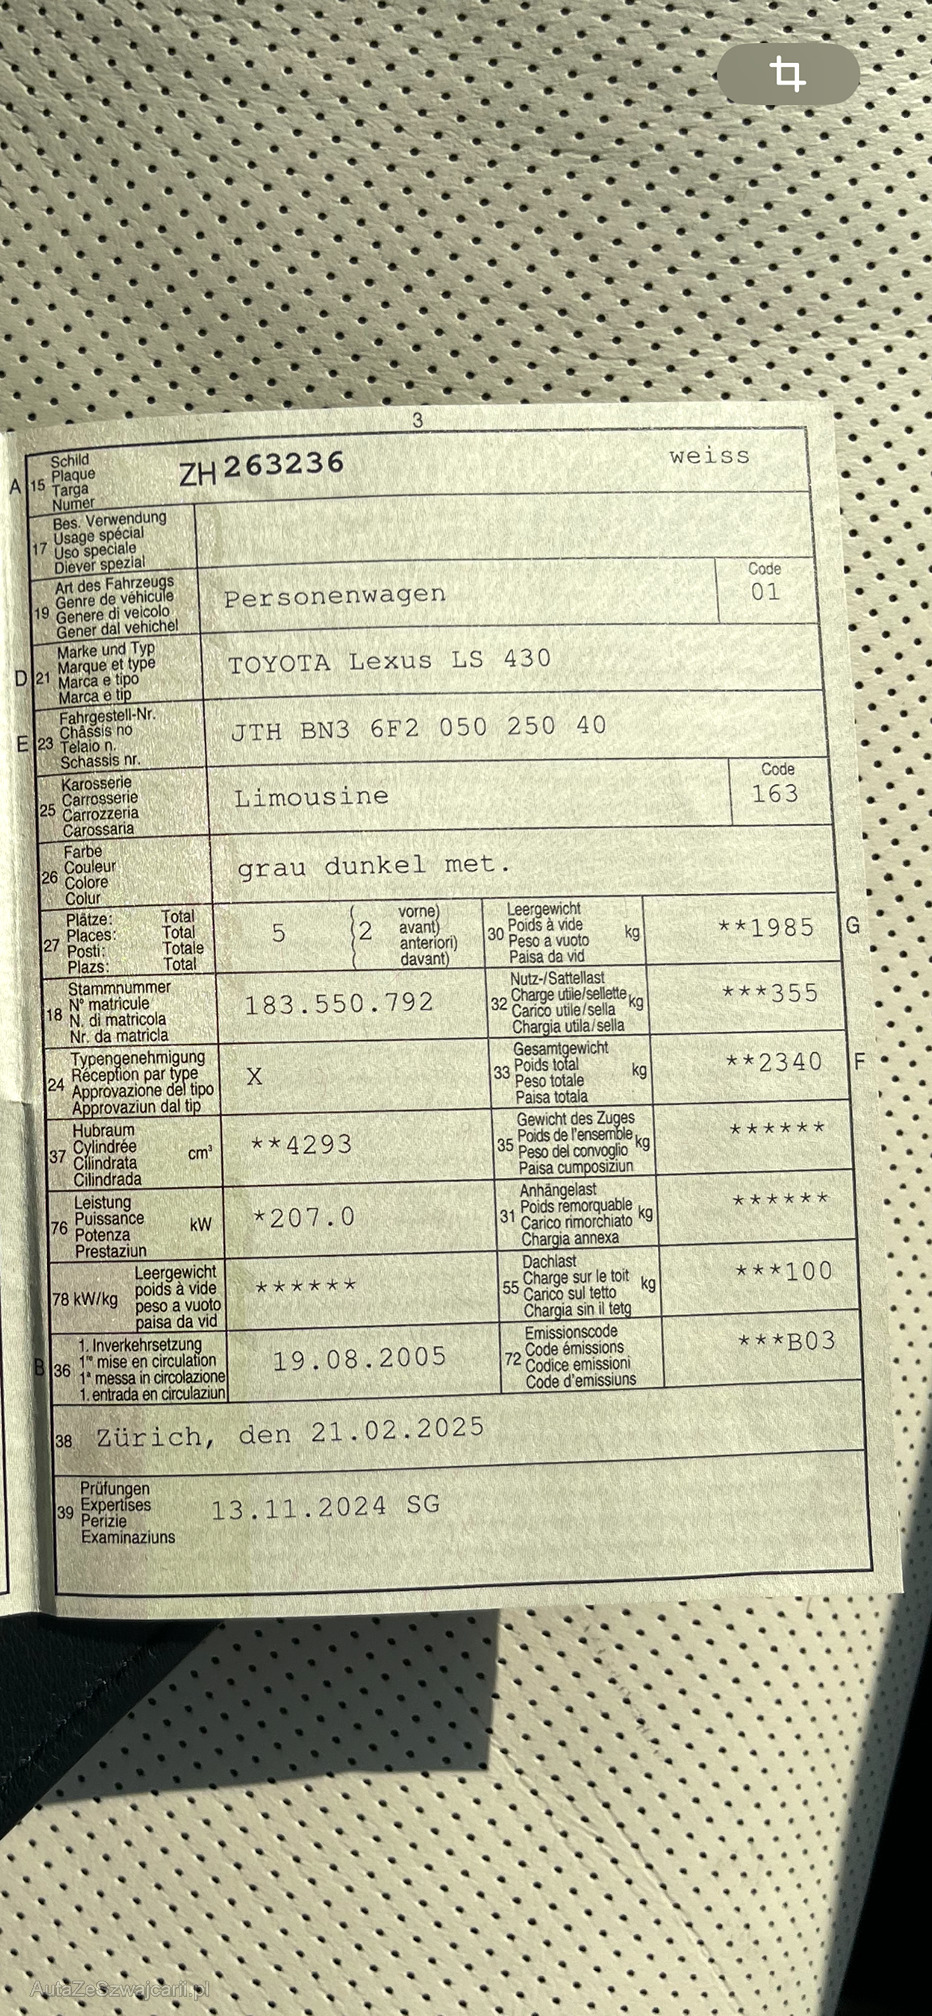 3
A 15 Schild
Plaque
Targa
Numer
ZH 263236 weiss
17 Bes. Verwendung
Usage spécial
Uso speciale
Diever spezial
19 Art des Fahrzeugs
Genre de véhicule
Genere di veicolo
Gener dal vehichel
Personenwagen
Code
01
D 21 Marke und Typ
Marque et type
Marca e tipo
Marca e tip
TOYOTA Lexus LS 430
E 23 Fahrgestell-Nr.
Châssis no
Telaio n.
Schassis nr.
JTH BN3 6F2 050 250 40
25 Karosserie
Carrosserie
Carrozzeria
Carossaria
Limousine
Code
163
26 Farbe
Couleur
Colore
Colur
grau dunkel met.
27 Plätze: Total
Places: Total
Posti: Totale
Plazs: Total
5 (2 vorne)
avant)
anteriori)
davant)
30 Leergewicht
Poids à vide kg
Peso a vuoto
Paisa da vid
**1985 G
18 Stammnummer
N° matricule
N. di matricola
Nr. da matricla
183.550.792
32 Nutz-/Sattellast
Charge utile/sellette kg
Carico utile/sella
Chargia utila/sella
***355
24 Typengenehmigung
Réception par type
Approvazione del tipo
Approvaziun dal tip
X
33 Gesamtgewicht
Poids total kg
Peso totale
Paisa totala
**2340 F
37 Hubraum
Cylindrée cm³
Cilindrata
Cilindrada
**4293
35 Gewicht des Zuges
Poids de l'ensemble kg
Peso del convoglio
Paisa cumposiziun
******
76 Leistung
Puissance kW
Potenza
Prestaziun
*207.0
31 Anhängelast
Poids remorquable kg
Carico rimorchiato
Chargia annexa
******
78 kW/kg Leergewicht
poids à vide
peso a vuoto
paisa da vid
******
55 Dachlast
Charge sur le toit kg
Carico sul tetto
Chargia sin il tetg
***100
B 36 1. Inverkehrsetzung
1re mise en circulation
1a messa in circolazione
1. entrada en circulaziun
19.08.2005
72 Emissionscode
Code émissions
Codice emissioni
Code d'emissiuns
***B03
38 Zürich, den 21.02.2025
39 Prüfungen
Expertises
Perizie
Examinaziuns
13.11.2024 SG
AutaZeSzwajcarii.pl